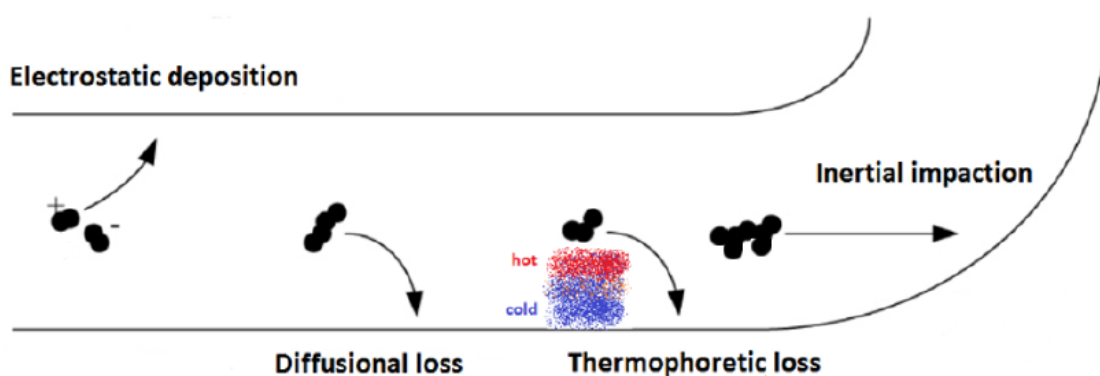 Electrostatic deposition
Inertial impaction
+
-
hot
cold
Diffusional loss
Thermophoretic loss